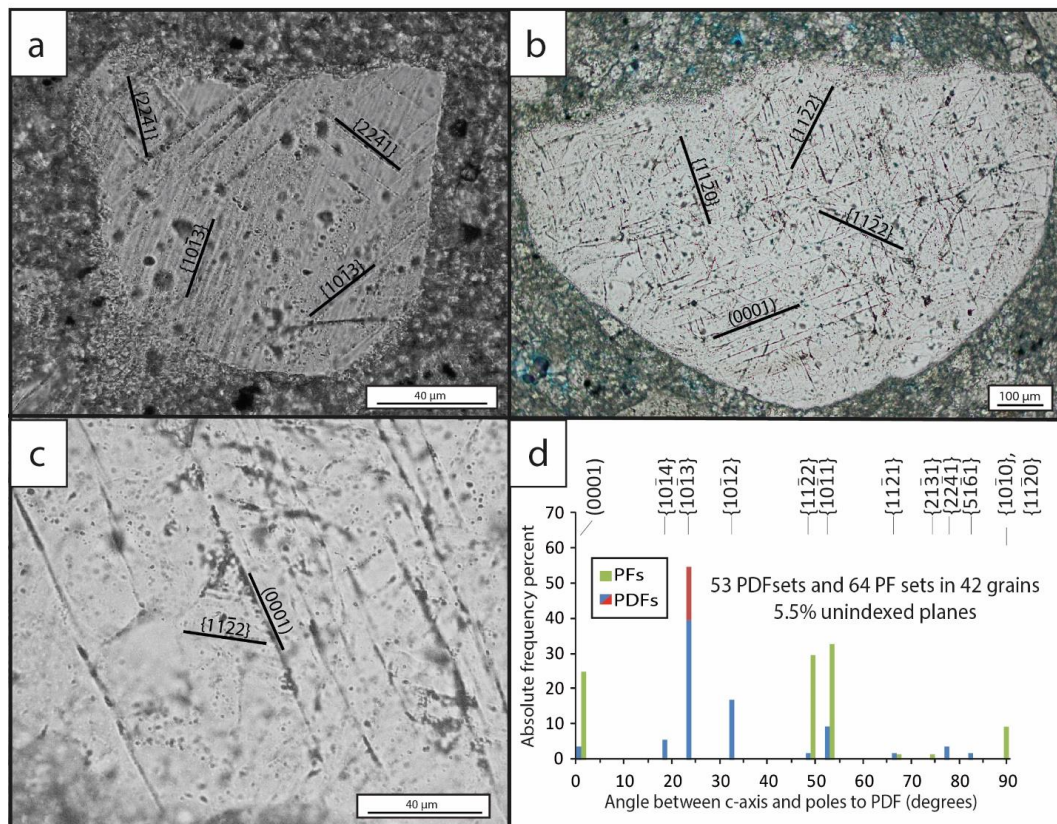 a
{224̄1}
{22̄41}
{101̄3}
{101̄3}
40 µm
b
{112̄2}
{112̄0}
{112̄2}
(0001)
100 µm
c
(0001)
{112̄2}
40 µm
d
(0001)
{101̄4}
{101̄3}
{101̄2}
{112̄2}
{101̄1}
{112̄1}
{213̄1}
{224̄1}
{516̄1}
{101̄0},
{112̄0}
70
60
50
40
30
20
10
0
PFs
PDFs
53 PDFsets and 64 PF sets in 42 grains
5.5% unindexed planes
Absolute frequency percent
0 10 20 30 40 50 60 70 80 90
Angle between c-axis and poles to PDF (degrees)